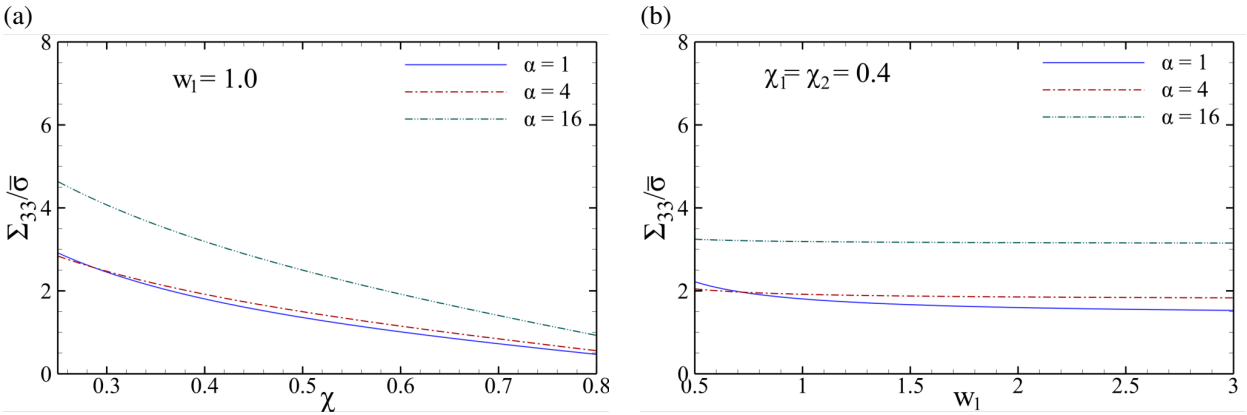 (a)
8
6
4
2
0
Σ33/σ̄
w₁ = 1.0
α = 1
α = 4
α = 16
0.3 0.4 0.5 0.6 0.7 0.8
χ
(b)
8
6
4
2
0
Σ33/σ̄
χ₁= χ₂ = 0.4
α = 1
α = 4
α = 16
0.5 1 1.5 2 2.5 3
w₁